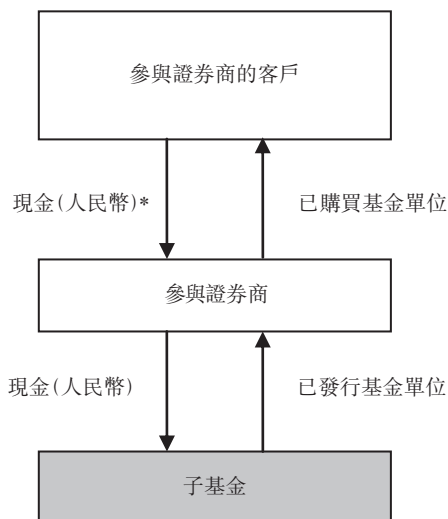 參與證券商的客戶
現金(人民幣)*
已購買基金單位
參與證券商
現金(人民幣)
已發行基金單位
子基金